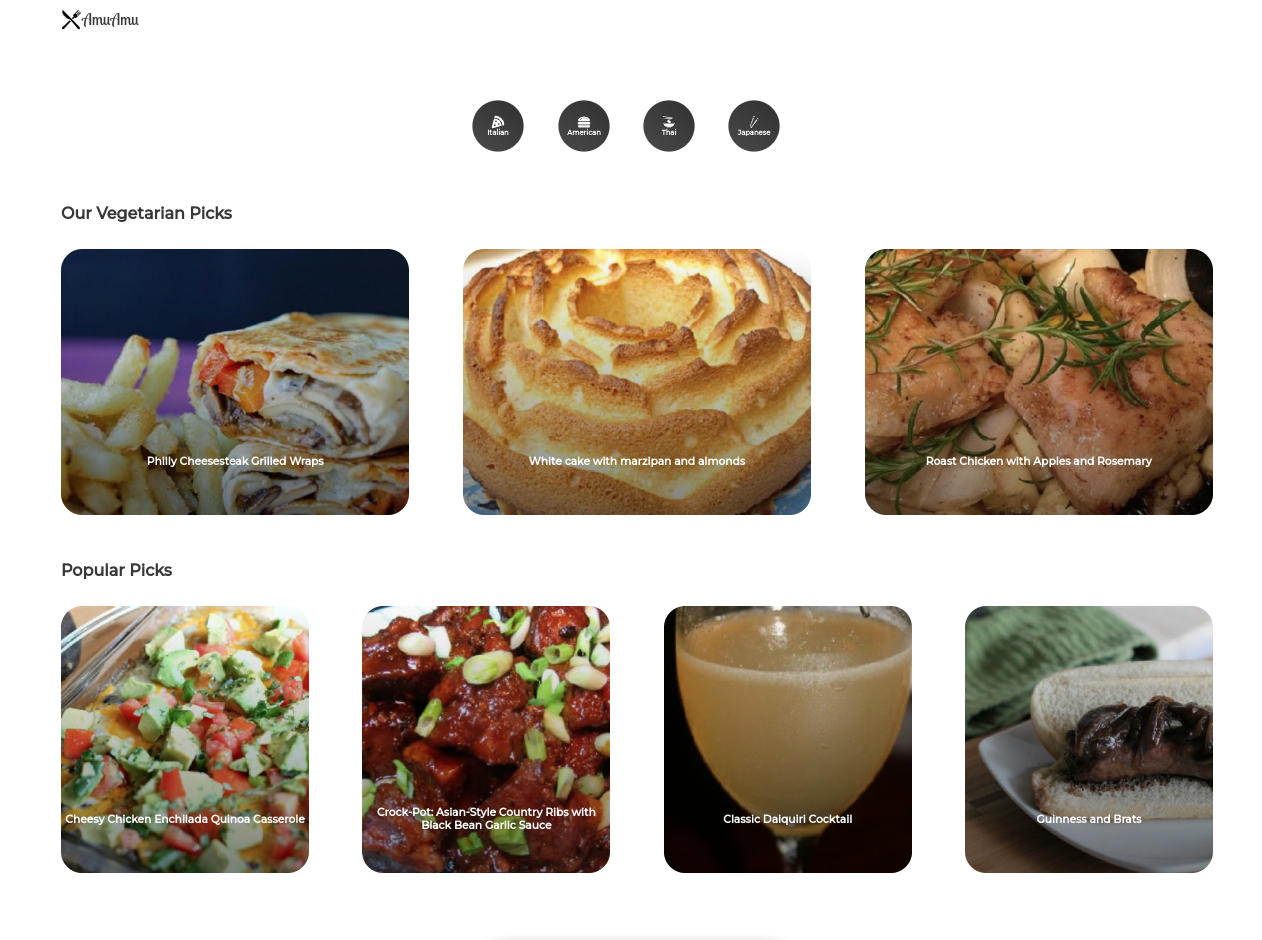 AmuAmu
Italian
American
Thai
Japanese
Our Vegetarian Picks
Philly Cheesesteak Grilled Wraps
White cake with marzipan and almonds
Roast Chicken with Apples and Rosemary
Popular Picks
Cheesy Chicken Enchilada Quinoa Casserole
Crock-Pot: Asian-Style Country Ribs with
Black Bean Garlic Sauce
Classic Daiquiri Cocktail
Guinness and Brats